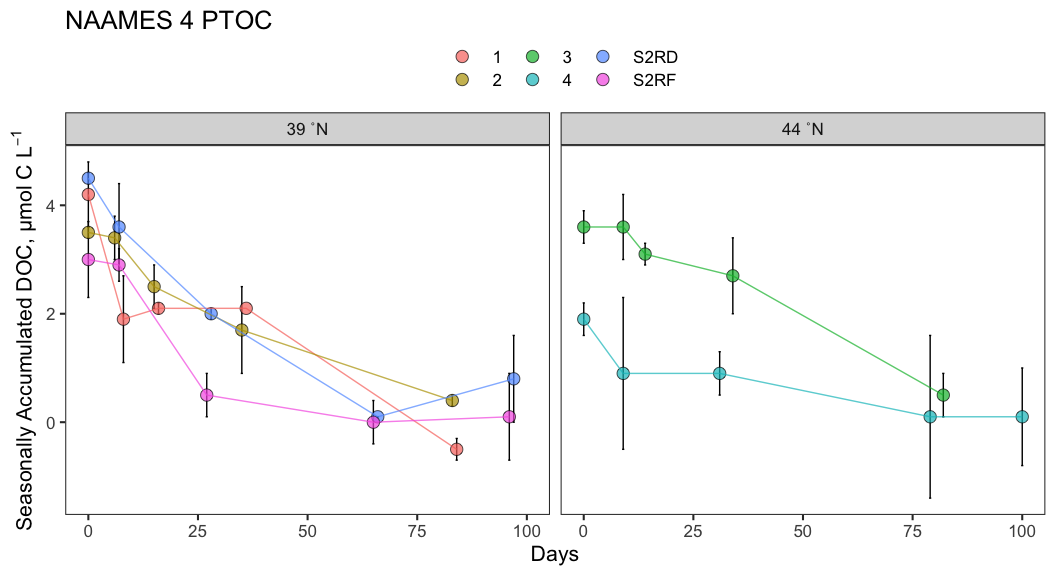 NAAMES 4 PTOC
1 3 S2RD
2 4 S2RF
39 °N 44 °N
Seasonally Accumulated DOC, μmol C L⁻¹
4
2
0
0 25 50 75 100 0 25 50 75 100
Days